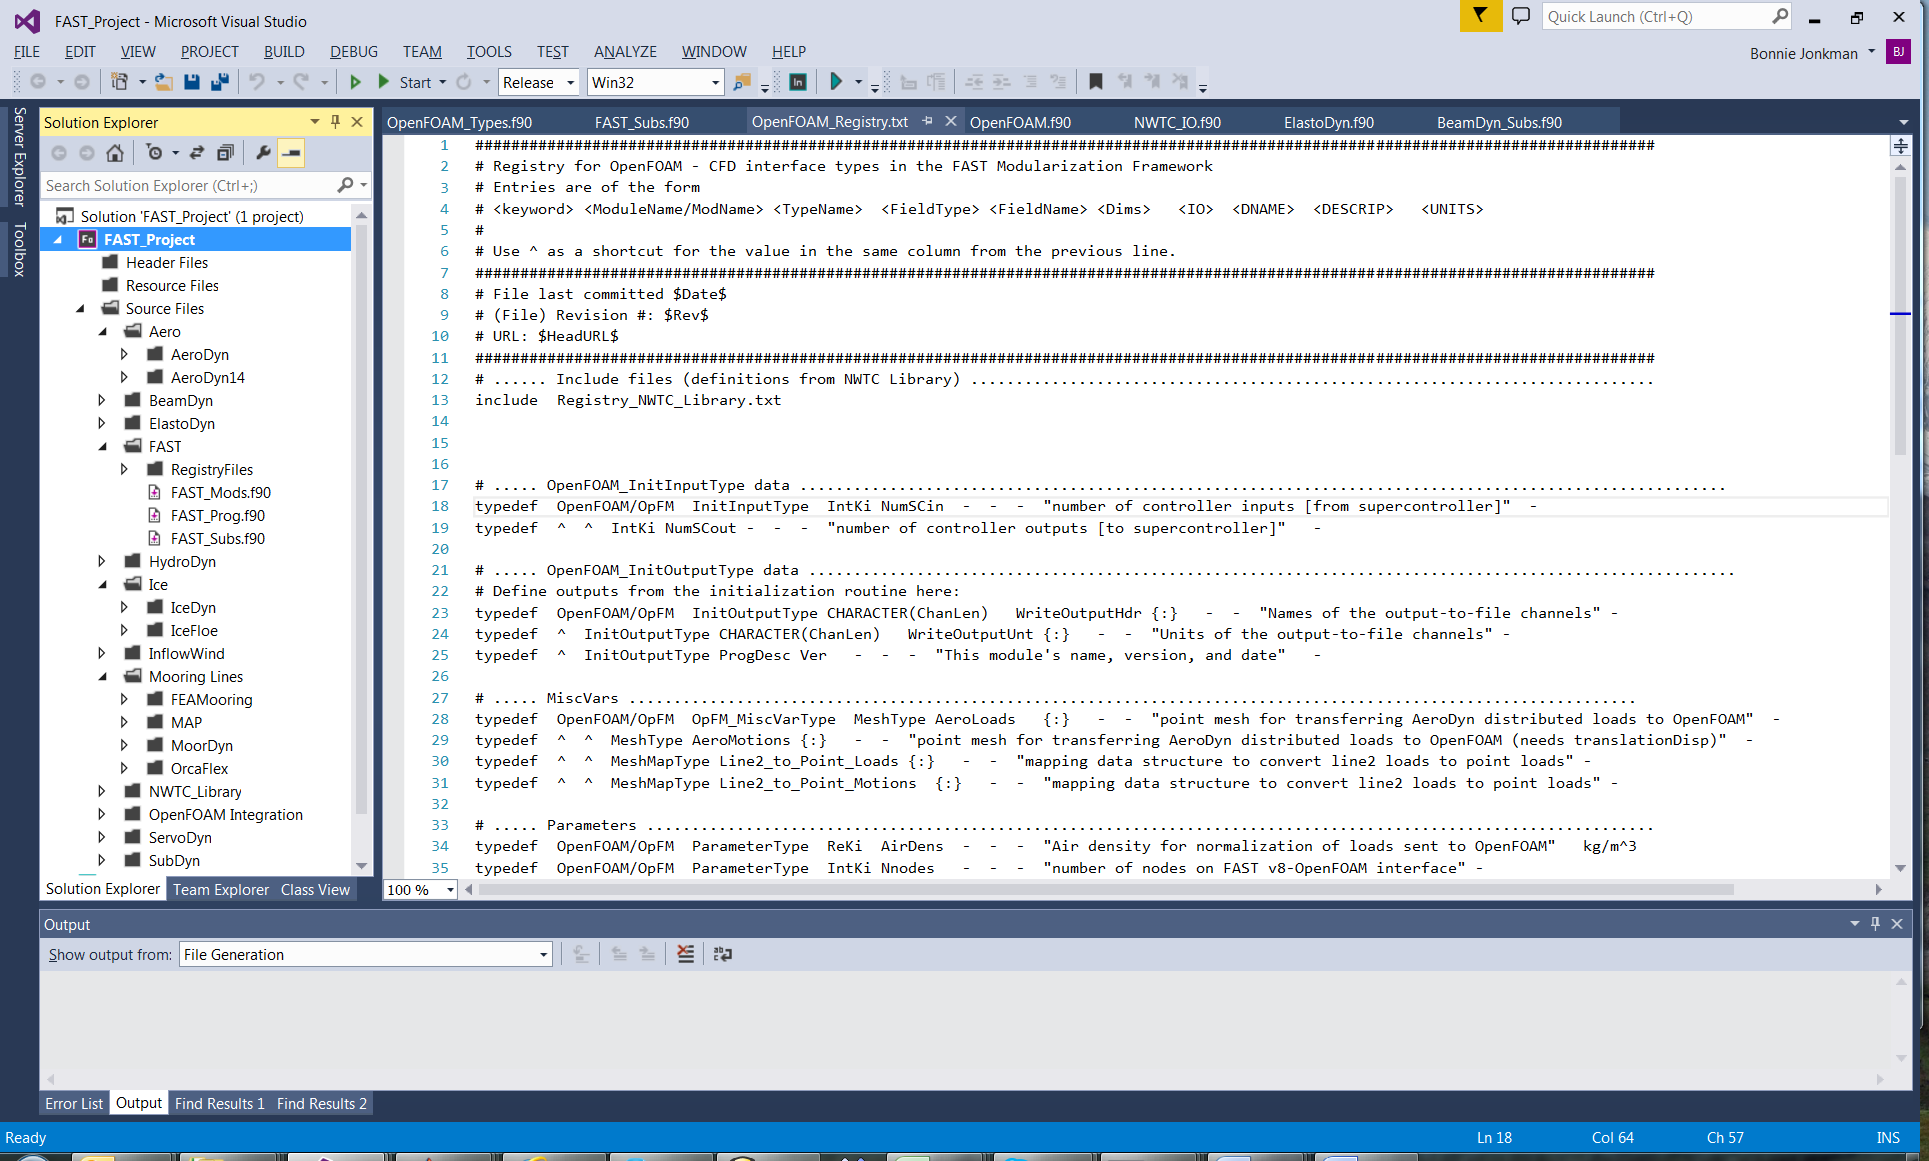 FAST_Project - Microsoft Visual Studio
Quick Launch (Ctrl+Q)
FILE EDIT VIEW PROJECT BUILD DEBUG TEAM TOOLS TEST ANALYZE WINDOW HELP
Bonnie Jonkman BJ
Start Release Win32
Server Explorer
Toolbox
Solution Explorer
Search Solution Explorer (Ctrl+;)
Solution 'FAST_Project' (1 project)
FAST_Project
Header Files
Resource Files
Source Files
Aero
AeroDyn
AeroDyn14
BeamDyn
ElastoDyn
FAST
RegistryFiles
FAST_Mods.f90
FAST_Prog.f90
FAST_Subs.f90
HydroDyn
Ice
IceDyn
IceFloe
InflowWind
Mooring Lines
FEAMooring
MAP
MoorDyn
OrcaFlex
NWTC_Library
OpenFOAM Integration
ServoDyn
SubDyn
Solution Explorer Team Explorer Class View
OpenFOAM_Types.f90 FAST_Subs.f90 OpenFOAM_Registry.txt OpenFOAM.f90 NWTC_IO.f90 ElastoDyn.f90 BeamDyn_Subs.f90
1 ###################################################################################################################################
2 # Registry for OpenFOAM - CFD interface types in the FAST Modularization Framework
3 # Entries are of the form
4 # <keyword> <ModuleName/ModName> <TypeName> <FieldType> <FieldName> <Dims> <IO> <DNAME> <DESCRIP> <UNITS>
5 #
6 # Use ^ as a shortcut for the value in the same column from the previous line.
7 ###################################################################################################################################
8 # File last committed $Date$
9 # (File) Revision #: $Rev$
10 # URL: $HeadURL$
11 ###################################################################################################################################
12 # ...... Include files (definitions from NWTC Library) ............................................................................
13 include Registry_NWTC_Library.txt
14
15
16
17 # ..... OpenFOAM_InitInputType data .......................................................................................................
18 typedef OpenFOAM/OpFM InitInputType IntKi NumSCin - - - "number of controller inputs [from supercontroller]" -
19 typedef ^ ^ IntKi NumSCout - - - "number of controller outputs [to supercontroller]" -
20
21 # ..... OpenFOAM_InitOutputType data .......................................................................................................
22 # Define outputs from the initialization routine here:
23 typedef OpenFOAM/OpFM InitOutputType CHARACTER(ChanLen) WriteOutputHdr {:} - - "Names of the output-to-file channels" -
24 typedef ^ InitOutputType CHARACTER(ChanLen) WriteOutputUnt {:} - - "Units of the output-to-file channels" -
25 typedef ^ InitOutputType ProgDesc Ver - - - "This module's name, version, and date" -
26
27 # ..... MiscVars ................................................................................................................
28 typedef OpenFOAM/OpFM OpFM_MiscVarType MeshType AeroLoads {:} - - "point mesh for transferring AeroDyn distributed loads to OpenFOAM" -
29 typedef ^ ^ MeshType AeroMotions {:} - - "point mesh for transferring AeroDyn distributed loads to OpenFOAM (needs translationDisp)" -
30 typedef ^ ^ MeshMapType Line2_to_Point_Loads {:} - - "mapping data structure to convert line2 loads to point loads" -
31 typedef ^ ^ MeshMapType Line2_to_Point_Motions {:} - - "mapping data structure to convert line2 loads to point loads" -
32
33 # ..... Parameters ................................................................................................................
34 typedef OpenFOAM/OpFM ParameterType ReKi AirDens - - - "Air density for normalization of loads sent to OpenFOAM" kg/m^3
35 typedef OpenFOAM/OpFM ParameterType IntKi Nnodes - - - "number of nodes on FAST v8-OpenFOAM interface" -
100 %
Output
Show output from: File Generation
Error List Output Find Results 1 Find Results 2
Ready Ln 18 Col 64 Ch 57 INS